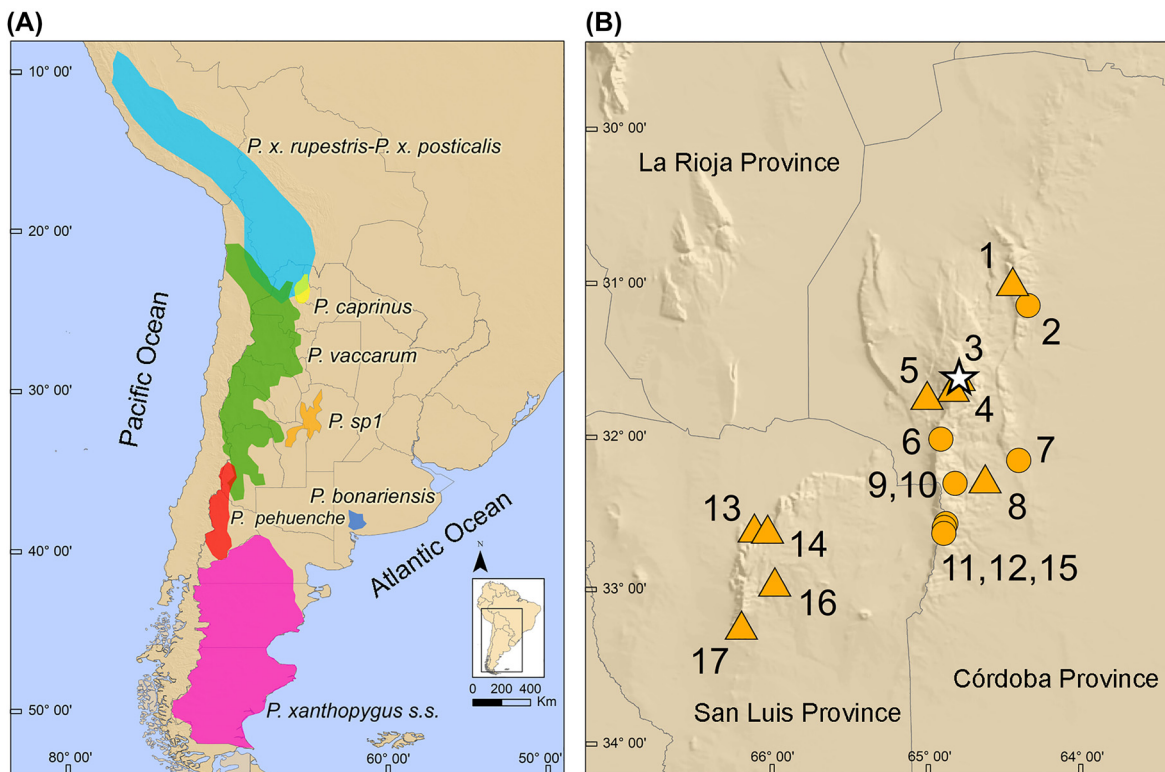 (A)
10° 00'
20° 00'
30° 00'
40° 00'
50° 00'
80° 00'
60° 00'
50° 00'
Pacific Ocean
Atlantic Ocean
P. x. rupestris-P. x. posticalis
P. caprinus
P. vaccarum
P. sp1
P. bonariensis
P. pehuenche
P. xanthopygus s.s.
N
0 200 400
Km
(B)
30° 00'
31° 00'
32° 00'
33° 00'
34° 00'
66° 00'
65° 00'
64° 00'
La Rioja Province
1
2
3
5
4
6
7
9,10
8
13
14
11,12,15
16
17
Córdoba Province
San Luis Province